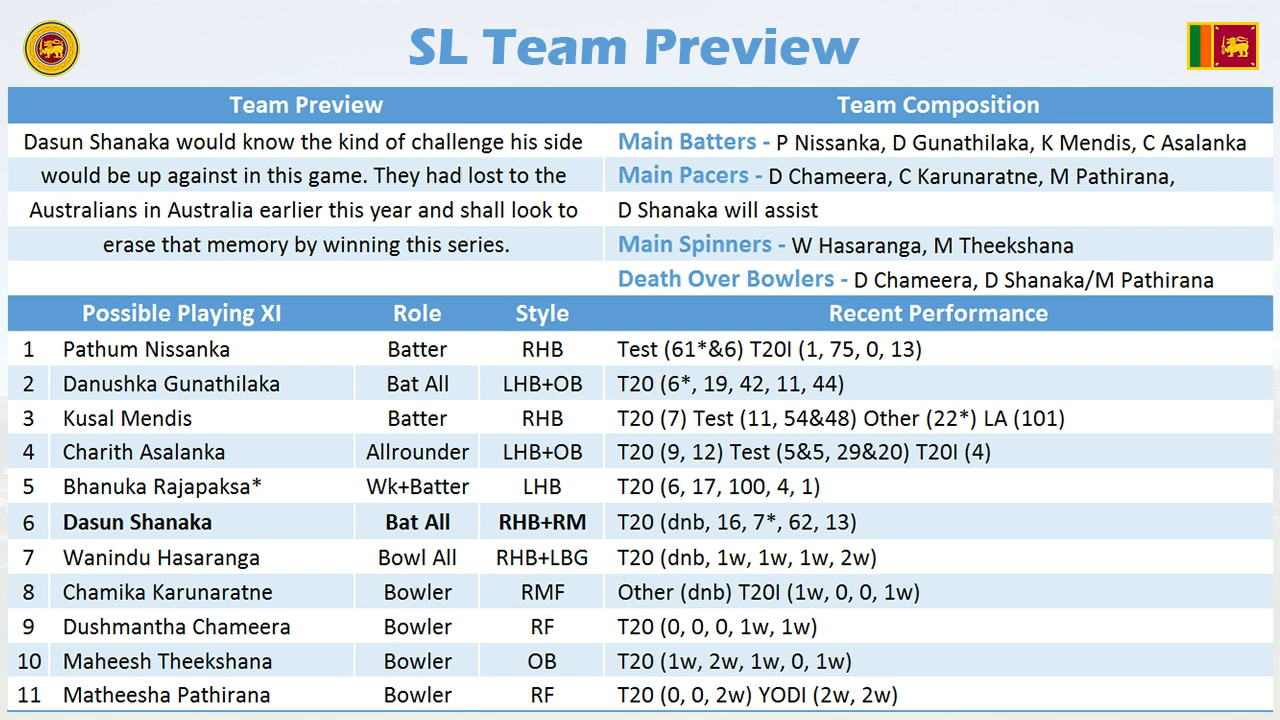 SL Team Preview
Team Preview
Dasun Shanaka would know the kind of challenge his side
would be up against in this game. They had lost to the
Australians in Australia earlier this year and shall look to
erase that memory by winning this series.
Team Composition
Main Batters - P Nissanka, D Gunathilaka, K Mendis, C Asalanka
Main Pacers - D Chameera, C Karunaratne, M Pathirana,
D Shanaka will assist
Main Spinners - W Hasaranga, M Theekshana
Death Over Bowlers - D Chameera, D Shanaka/M Pathirana
Possible Playing XI Role Style Recent Performance
1 Pathum Nissanka Batter RHB Test (61*&6) T20I (1, 75, 0, 13)
2 Danushka Gunathilaka Bat All LHB+OB T20 (6*, 19, 42, 11, 44)
3 Kusal Mendis Batter RHB T20 (7) Test (11, 54&48) Other (22*) LA (101)
4 Charith Asalanka Allrounder LHB+OB T20 (9, 12) Test (5&5, 29&20) T20I (4)
5 Bhanuka Rajapaksa* Wk+Batter LHB T20 (6, 17, 100, 4, 1)
6 Dasun Shanaka Bat All RHB+RM T20 (dnb, 16, 7*, 62, 13)
7 Wanindu Hasaranga Bowl All RHB+LBG T20 (dnb, 1w, 1w, 1w, 2w)
8 Chamika Karunaratne Bowler RMF Other (dnb) T20I (1w, 0, 0, 1w)
9 Dushmantha Chameera Bowler RF T20 (0, 0, 0, 1w, 1w)
10 Maheesh Theekshana Bowler OB T20 (1w, 2w, 1w, 0, 1w)
11 Matheesha Pathirana Bowler RF T20 (0, 0, 2w) YODI (2w, 2w)